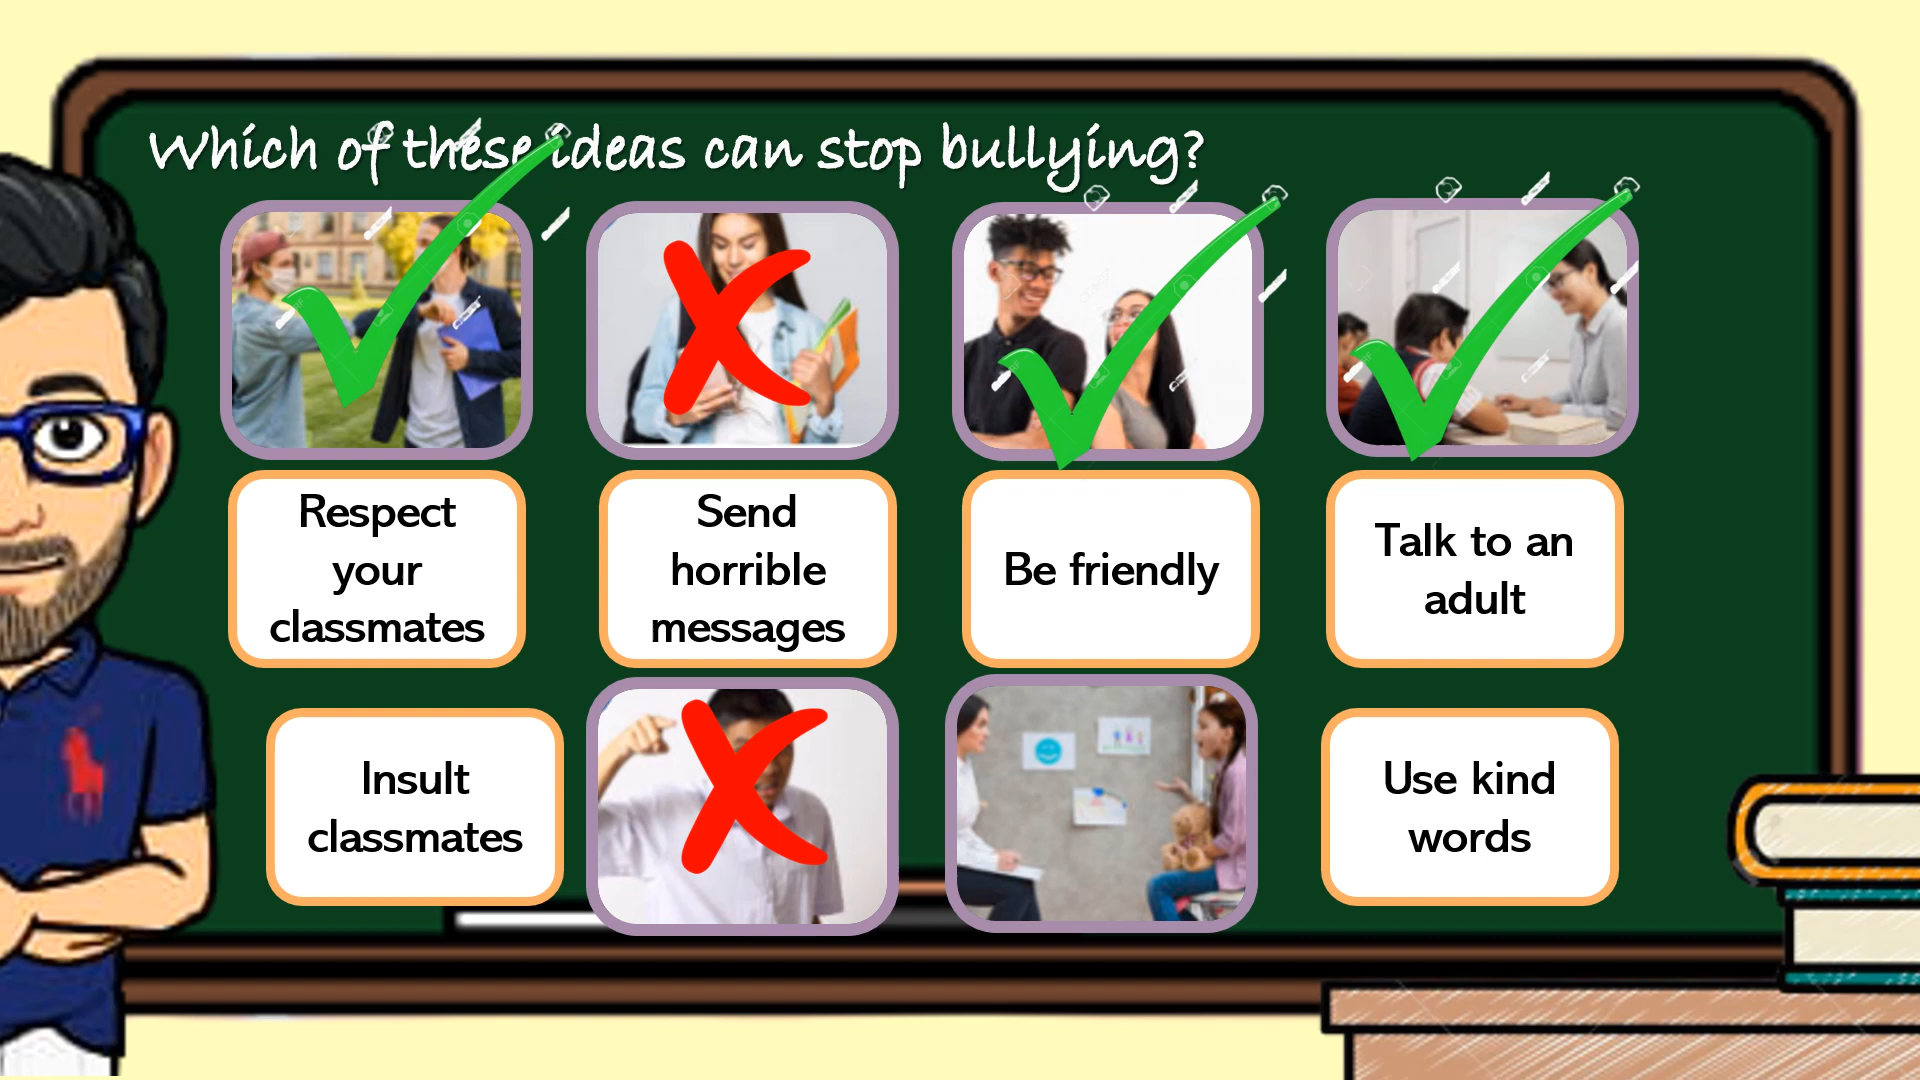 Which of these ideas can stop bullying?
Respect
your
classmates
Send
horrible
messages
Be friendly
Talk to an
adult
Insult
classmates
Use kind
words